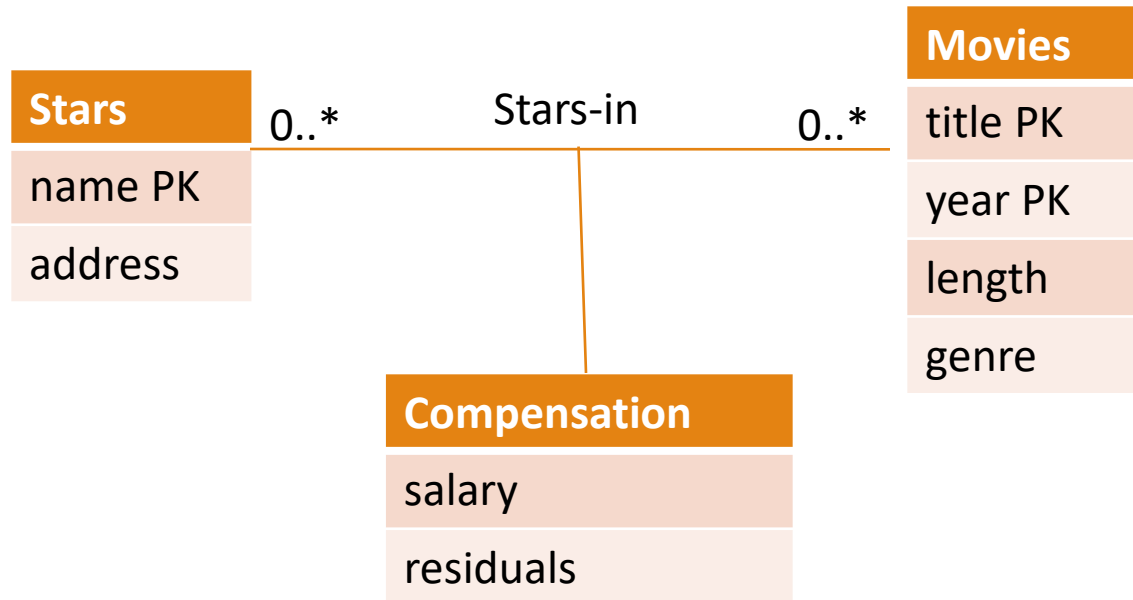 Stars
name PK
address
0..*
Stars-in
0..*
Movies
title PK
year PK
length
genre
Compensation
salary
residuals